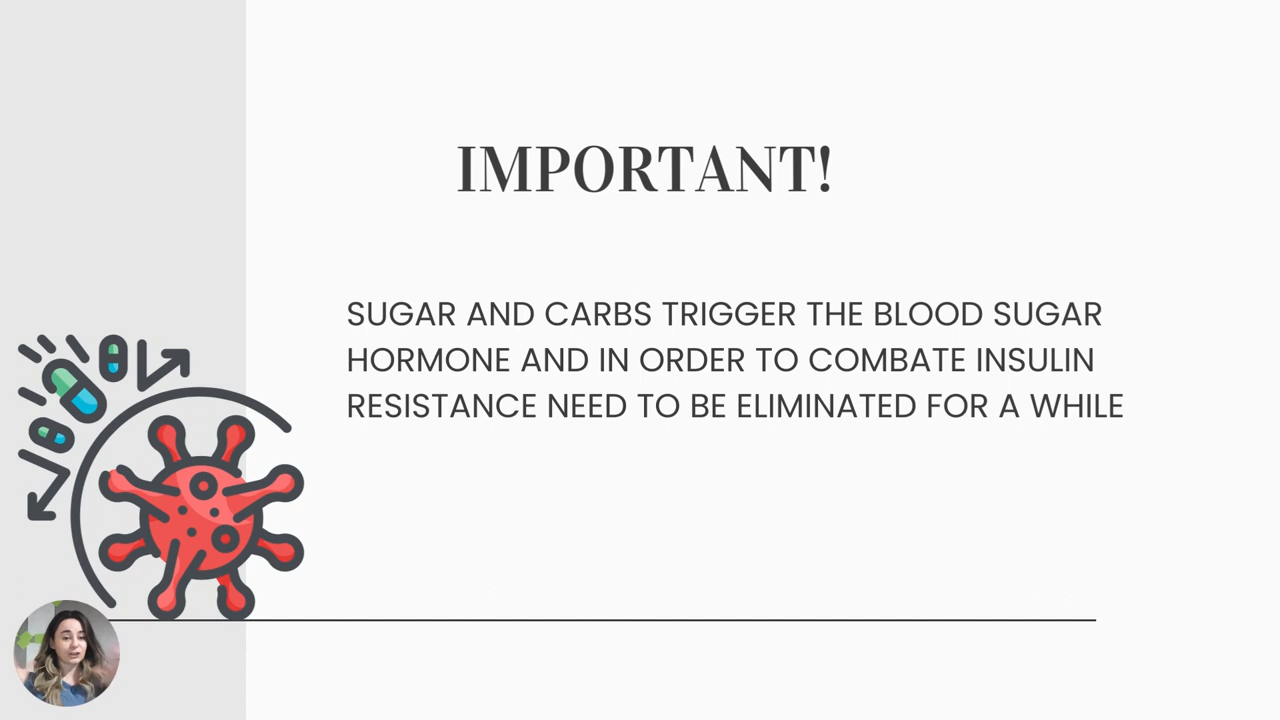 IMPORTANT!
SUGAR AND CARBS TRIGGER THE BLOOD SUGAR
HORMONE AND IN ORDER TO COMBATE INSULIN
RESISTANCE NEED TO BE ELIMINATED FOR A WHILE